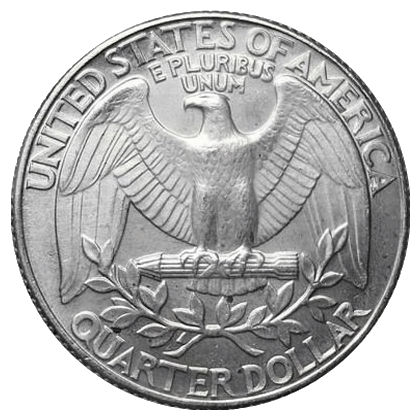 UNITED STATES OF AMERICA
E PLURIBUS
UNUM
QUARTER DOLLAR